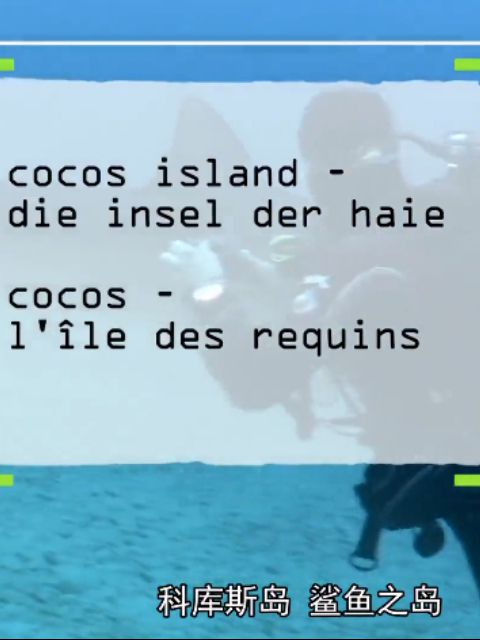 cocos island -
die insel der haie
cocos -
l'île des requins
科库斯岛 鲨鱼之岛